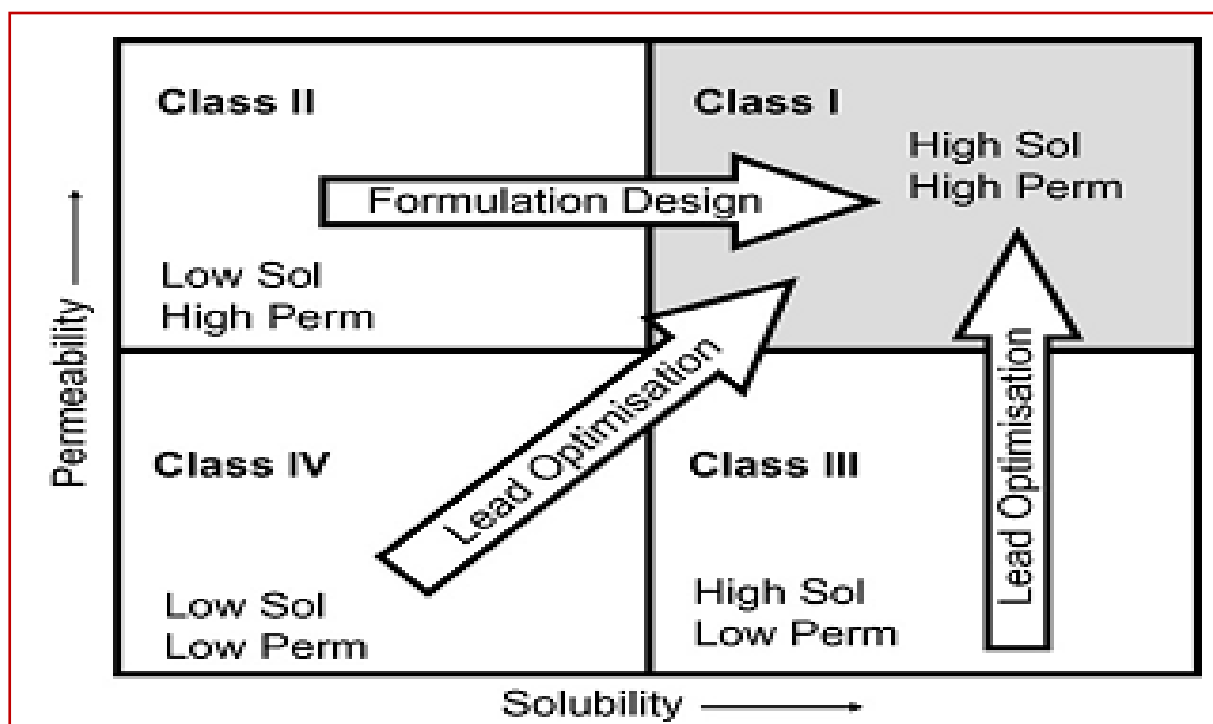 Class II
Formulation Design
Low Sol
High Perm
Class I
High Sol
High Perm
Class IV
Lead Optimisation
Low Sol
Low Perm
Class III
Lead Optimisation
High Sol
Low Perm
Permeability
Solubility